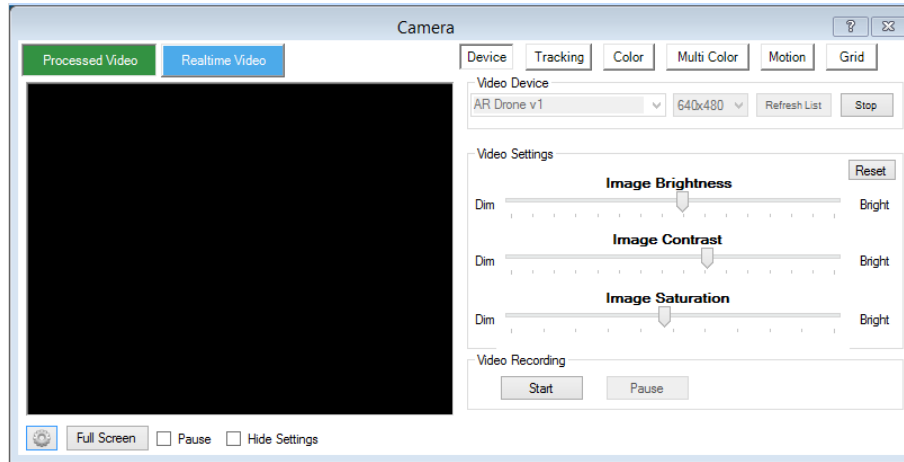 Camera
Processed Video Realtime Video Device Tracking Color Multi Color Motion Grid
Video Device
AR Drone v1 640x480 Refresh List Stop
Video Settings
Reset
Image Brightness
Dim Bright
Image Contrast
Dim Bright
Image Saturation
Dim Bright
Video Recording
Start Pause
Full Screen Pause Hide Settings